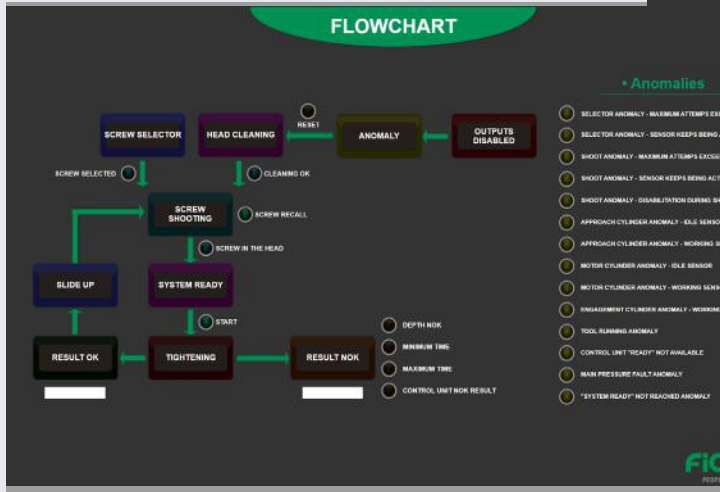 FLOWCHART
• Anomalies
RESET
SCREW SELECTOR
HEAD CLEANING
ANOMALY
OUTPUTS
DISABLED
SCREW SELECTED
CLEANING OK
SCREW
SHOOTING
SCREW RECALL
SCREW IN THE HEAD
SLIDE UP
SYSTEM READY
START
RESULT OK
TIGHTENING
RESULT NOK
DEPTH NOK
MINIMUM TIME
MAXIMUM TIME
CONTROL UNIT NOK RESULT
SELECTOR ANOMALY - MAXIMUM ATTEMPS
SELECTOR ANOMALY - SENSOR KEEPS BEING
SHOOT ANOMALY - MAXIMUM ATTEMPS EXCEE
SHOOT ANOMALY - SENSOR KEEPS BEING ACT
SHOOT ANOMALY - DISABILITATION DURING SH
APPROACH CYLINDER ANOMALY - IDLE SENSO
APPROACH CYLINDER ANOMALY - WORKING S
MOTOR CYLINDER ANOMALY - IDLE SENSOR
MOTOR CYLINDER ANOMALY - WORKING SENS
ENGAGEMENT CYLINDER ANOMALY - WORKING
TOOL RUNNING ANOMALY
CONTROL UNIT "READY" NOT AVAILABLE
MAIN PRESSURE FAULT ANOMALY
"SYSTEM READY" NOT REACHED ANOMALY